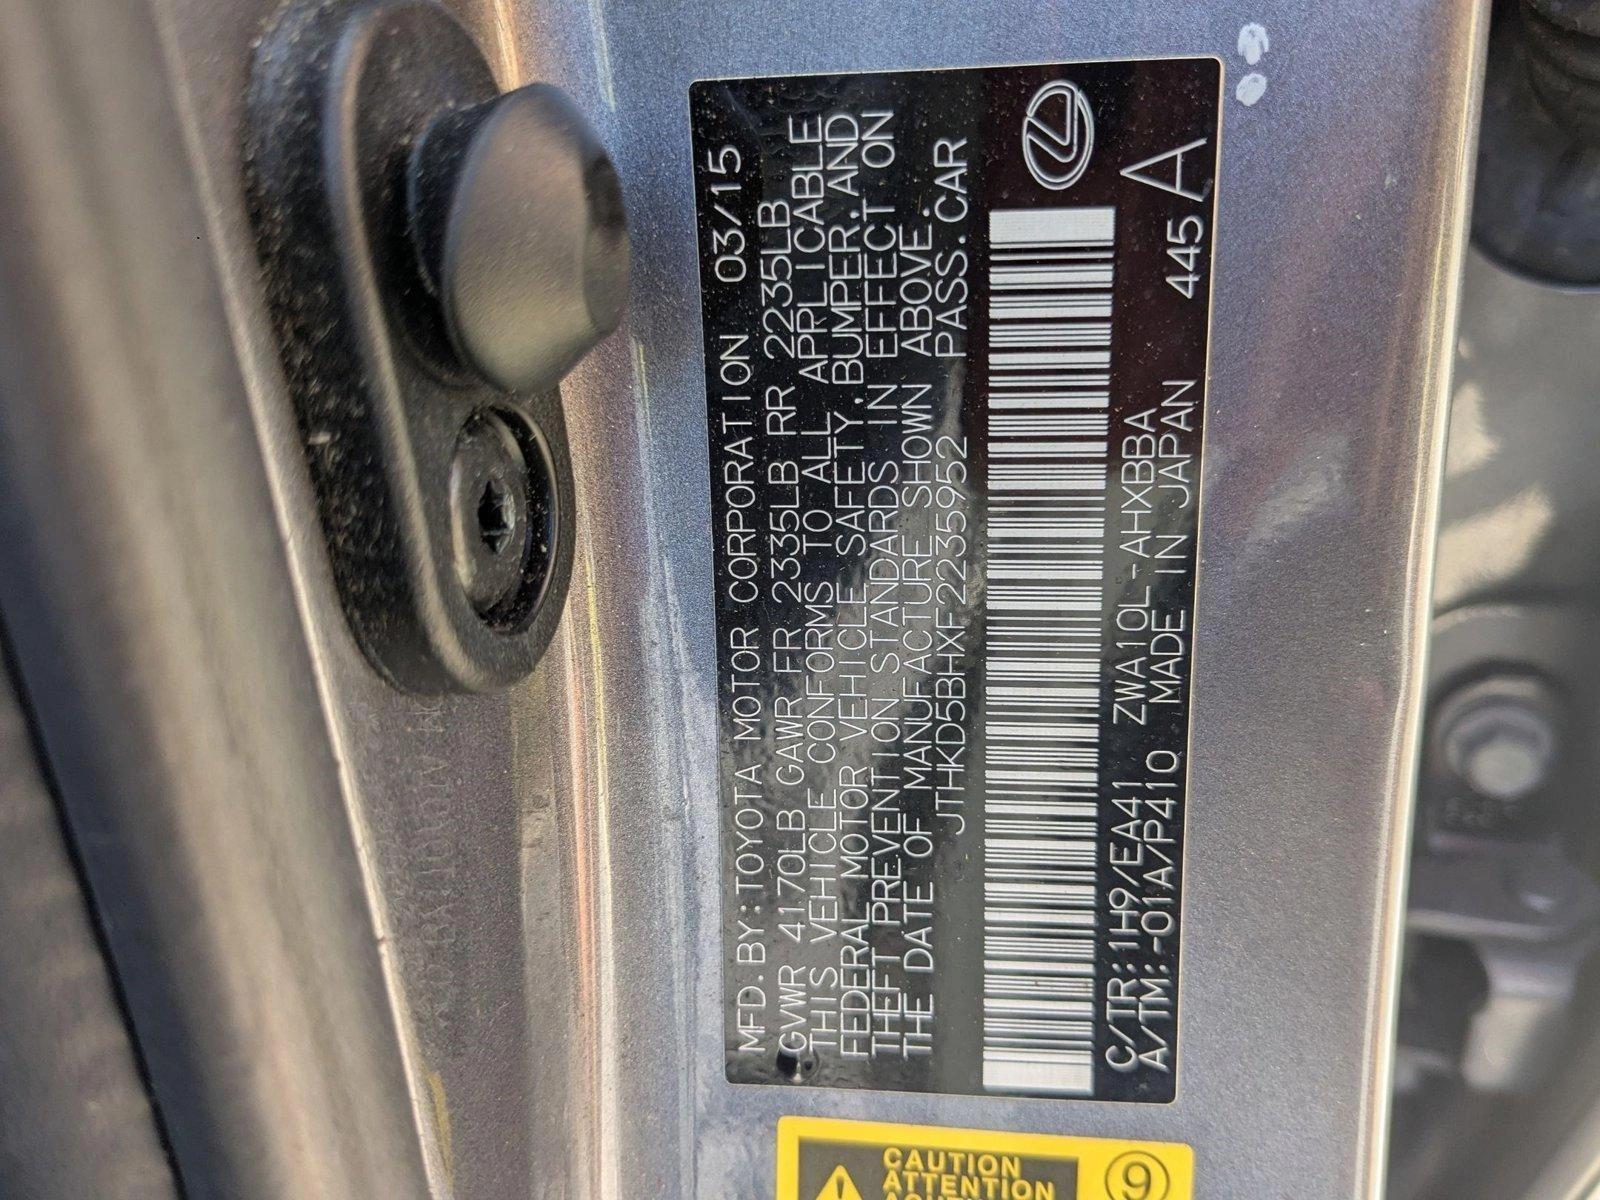 MFD.BY:TOYOTA MOTOR CORPORATION 03/15
GVWR 4170LB GAWR FR 2335LB RR 2235LB
THIS VEHICLE CONFORMS TO ALL APPLICABLE
FEDERAL MOTOR VEHICLE SAFETY, BUMPER, AND
THEFT PREVENTION STANDARDS IN EFFECT ON
THE DATE OF MANUFACTURE SHOWN ABOVE.
JTHKD5BHXF2235952 PASS.CAR
C/TR:1H9/EA41 ZWA10L-AHXBBA
A/TM:-01A/P410 MADE IN JAPAN 445 A
CAUTION
ATTENTION
9